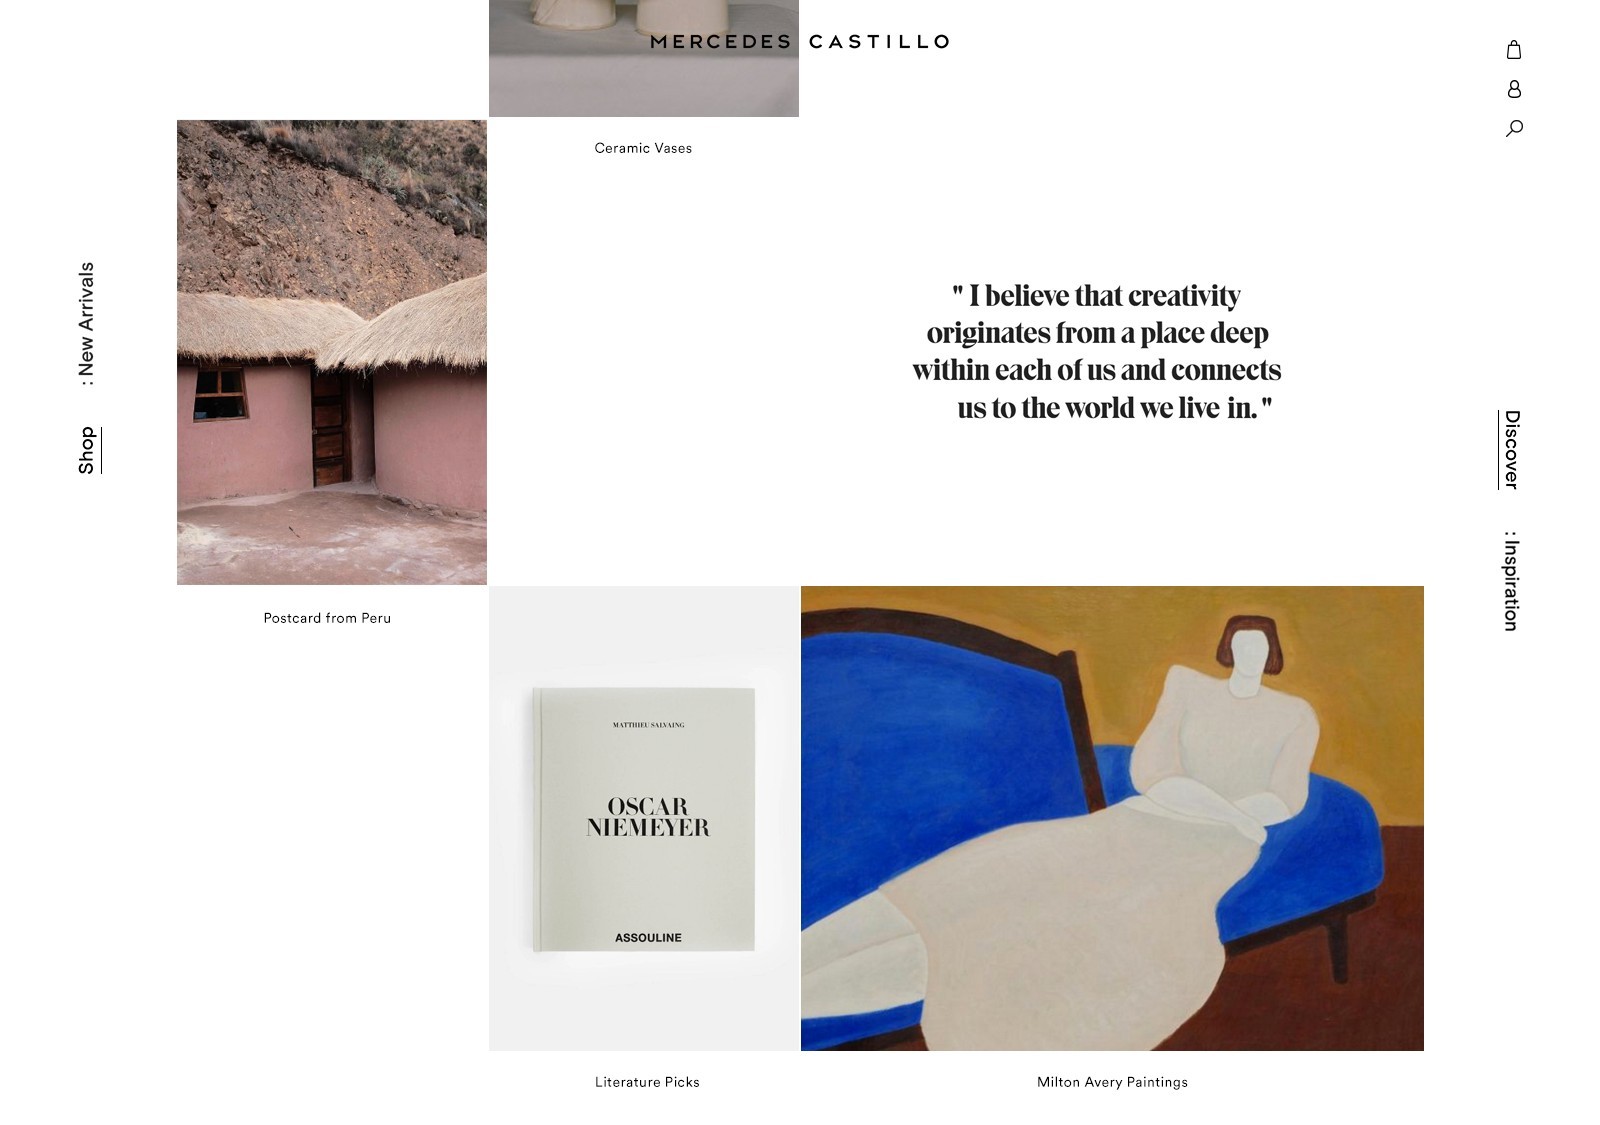 MERCEDES CASTILLO
Ceramic Vases
: New Arrivals
Shop
" I believe that creativity
originates from a place deep
within each of us and connects
us to the world we live in. "
Discover
: Inspiration
Postcard from Peru
MATTHIEU SALVAING
OSCAR
NIEMEYER
ASSOULINE
Literature Picks
Milton Avery Paintings